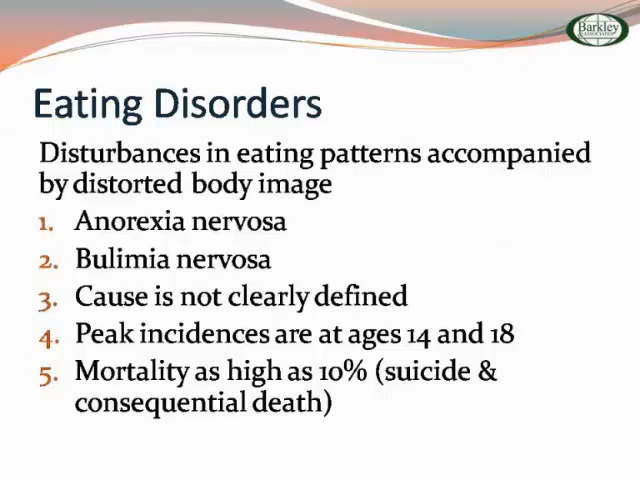 Barkley
& ASSOCIATES
Eating Disorders
Disturbances in eating patterns accompanied
by distorted body image
1. Anorexia nervosa
2. Bulimia nervosa
3. Cause is not clearly defined
4. Peak incidences are at ages 14 and 18
5. Mortality as high as 10% (suicide &
consequential death)